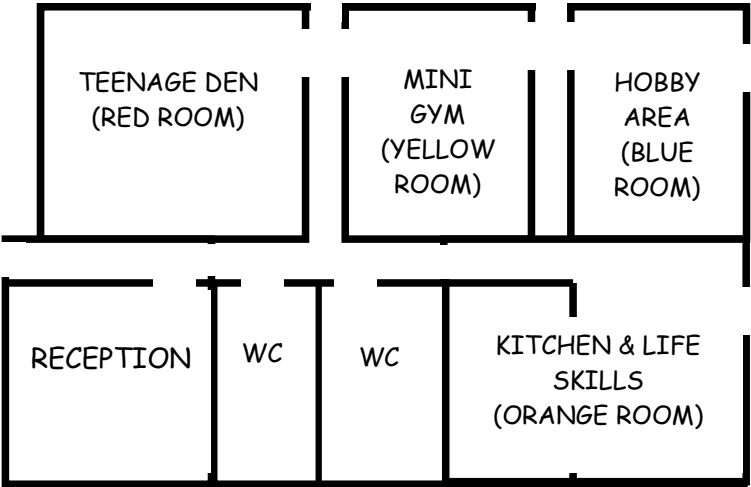 TEENAGE DEN
(RED ROOM)
MINI
GYM
(YELLOW
ROOM)
HOBBY
AREA
(BLUE
ROOM)
RECEPTION
WC
WC
KITCHEN & LIFE
SKILLS
(ORANGE ROOM)